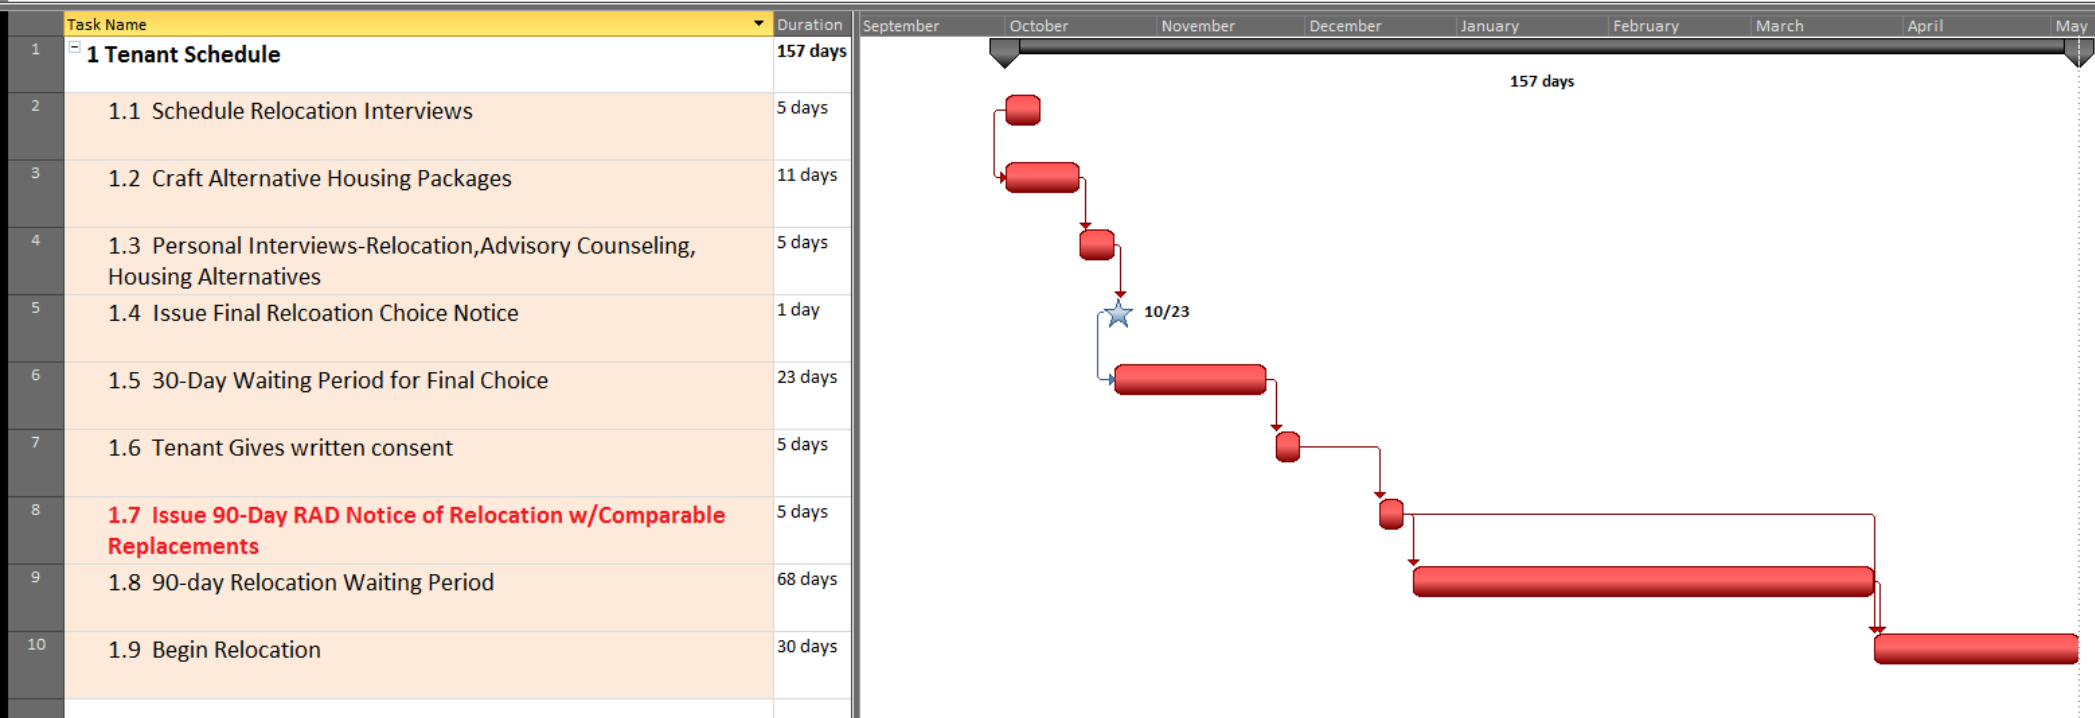 Task Name Duration September October November December January February March April May
1 1 Tenant Schedule 157 days
157 days
2 1.1 Schedule Relocation Interviews 5 days
3 1.2 Craft Alternative Housing Packages 11 days
4 1.3 Personal Interviews-Relocation,Advisory Counseling, 5 days
Housing Alternatives
5 1.4 Issue Final Relcoation Choice Notice 1 day 10/23
6 1.5 30-Day Waiting Period for Final Choice 23 days
7 1.6 Tenant Gives written consent 5 days
8 1.7 Issue 90-Day RAD Notice of Relocation w/Comparable 5 days
Replacements
9 1.8 90-day Relocation Waiting Period 68 days
10 1.9 Begin Relocation 30 days